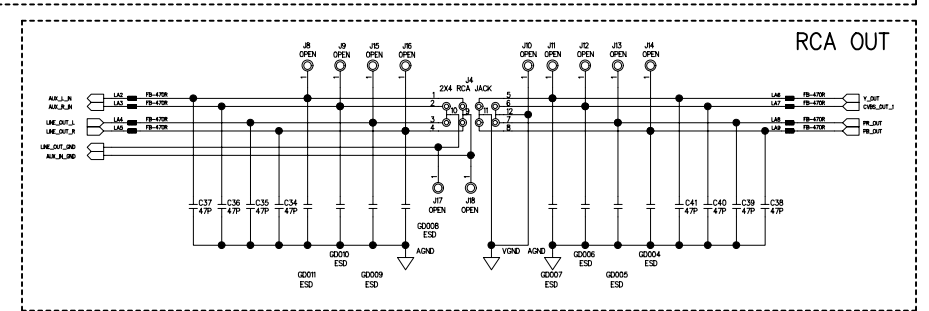 RCA OUT
J8 OPEN
J9 OPEN
J15 OPEN
J16 OPEN
J10 OPEN
J11 OPEN
J12 OPEN
J13 OPEN
J14 OPEN
J4
2X4 RCA JACK
AUX_L_IN LA2 FB-470R 1 5 LA6 FB-470R Y_OUT
AUX_R_IN LA3 FB-470R 2 6 LA7 FB-470R CVBS_OUT_1
10 9 11 12
LINE_OUT_L LA4 FB-470R 3 7 LA8 FB-470R PR_OUT
LINE_OUT_R LA5 FB-470R 4 8 LA9 FB-470R PB_OUT
LINE_OUT_GND
AUX_IN_GND
J17 OPEN
J18 OPEN
C37 47P
C36 47P
C35 47P
C34 47P
C41 47P
C40 47P
C39 47P
C38 47P
GD008 ESD
AGND
VGND
AGND
GD011 ESD
GD010 ESD
GD009 ESD
GD007 ESD
GD006 ESD
GD005 ESD
GD004 ESD